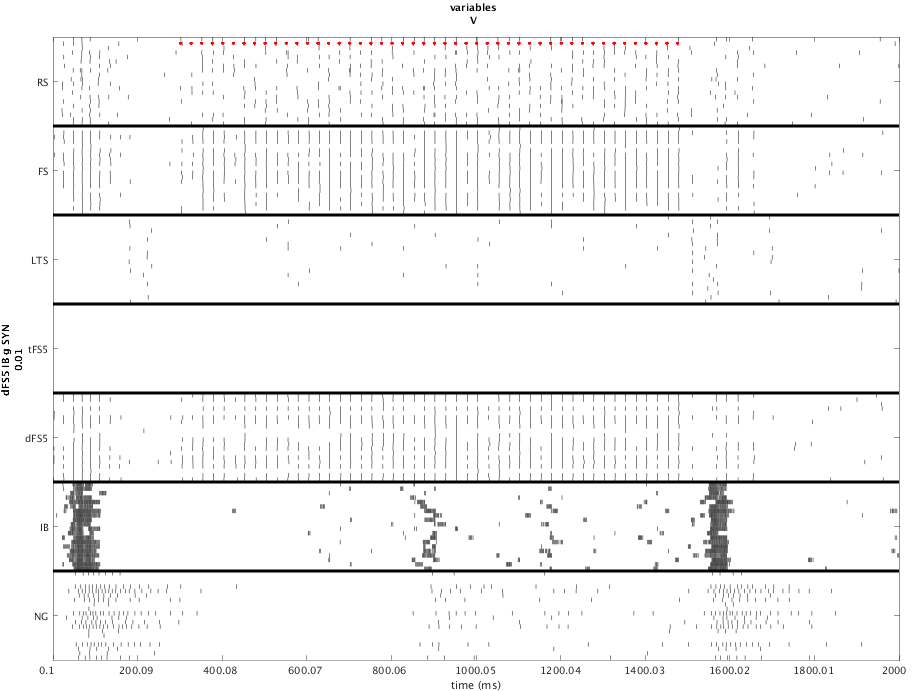 variables
V
RS
FS
LTS
tFS5
dFS5
IB
NG
dFS5 IB g SYN
0.01
0.1 200.09 400.08 600.07 800.06 1000.05 1200.04 1400.03 1600.02 1800.01 2000
time (ms)